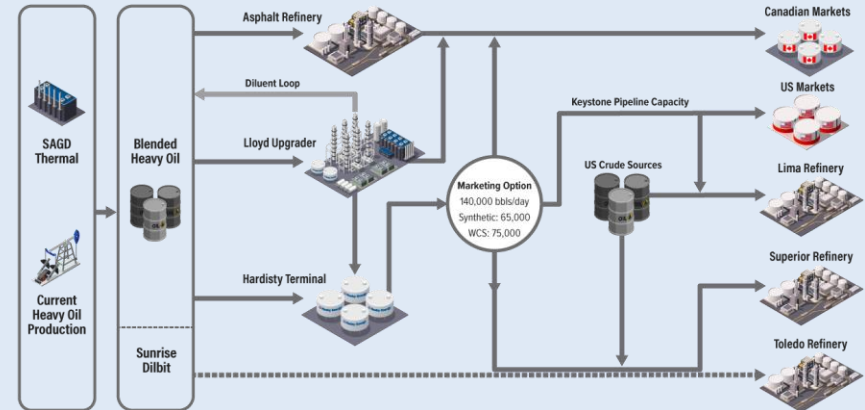 Asphalt Refinery
Canadian Markets
Diluent Loop
US Markets
Keystone Pipeline Capacity
SAGD
Thermal
Blended
Heavy Oil
Lloyd Upgrader
US Crude Sources
Lima Refinery
Marketing Option
140,000 bbls/day
Synthetic: 65,000
WCS: 75,000
Current
Heavy Oil
Production
Hardisty Terminal
Superior Refinery
Sunrise
Dilbit
Toledo Refinery
OIL
OIL